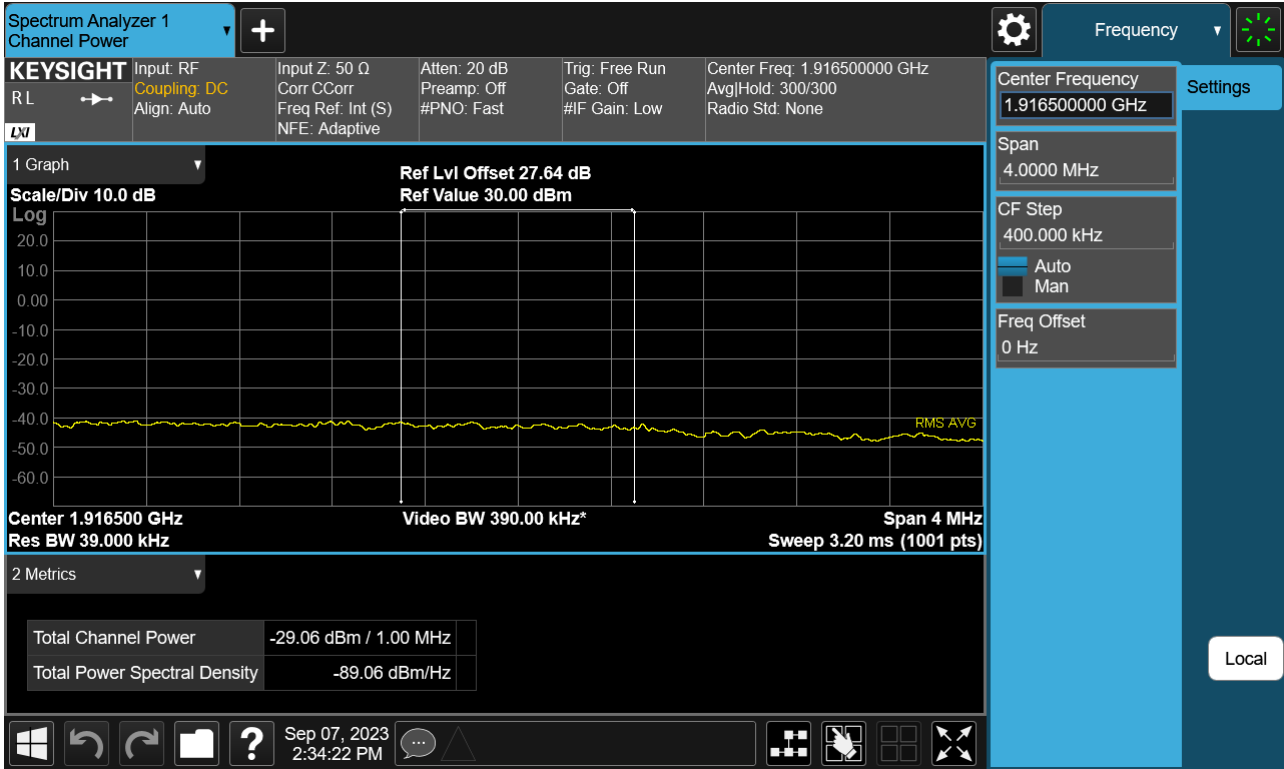 Spectrum Analyzer 1
Channel Power
+
Frequency
KEYSIGHT
R L
LXI
Input: RF
Coupling: DC
Align: Auto
Input Z: 50 Ω
Corr CCorr
Freq Ref: Int (S)
NFE: Adaptive
Atten: 20 dB
Preamp: Off
#PNO: Fast
Trig: Free Run
Gate: Off
#IF Gain: Low
Center Freq: 1.916500000 GHz
Avg|Hold: 300/300
Radio Std: None
Center Frequency
1.916500000 GHz
Settings
Span
4.0000 MHz
CF Step
400.000 kHz
Auto
Man
Freq Offset
0 Hz
1 Graph
Scale/Div 10.0 dB
Ref Lvl Offset 27.64 dB
Ref Value 30.00 dBm
Log
20.0
10.0
0.00
-10.0
-20.0
-30.0
-40.0
-50.0
-60.0
RMS AVG
Center 1.916500 GHz
Video BW 390.00 kHz*
Span 4 MHz
Res BW 39.000 kHz
Sweep 3.20 ms (1001 pts)
2 Metrics
Total Channel Power -29.06 dBm / 1.00 MHz
Total Power Spectral Density -89.06 dBm/Hz
Local
?
Sep 07, 2023
2:34:22 PM